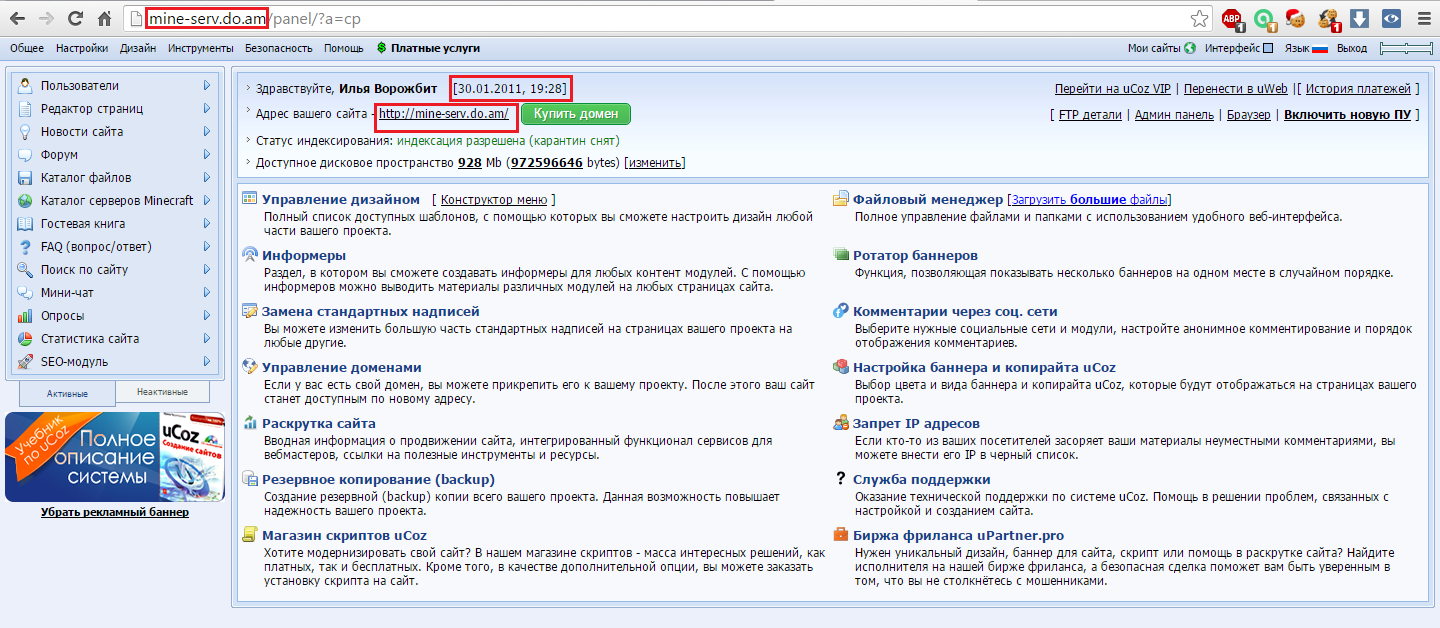 mine-serv.do.am/panel/?a=cp
ABP 1 1 1
Общее Настройки Дизайн Инструменты Безопасность Помощь $ Платные услуги Мои сайты Интерфейс Язык Выход
Пользователи
Редактор страниц
Новости сайта
Форум
Каталог файлов
Каталог серверов Minecraft
Гостевая книга
FAQ (вопрос/ответ)
Поиск по сайту
Мини-чат
Опросы
Статистика сайта
SEO-модуль
Активные Неактивные
Учебник
по uCoz
Полное
описание
системы
uCoz
Создание сайтов
Убрать рекламный баннер
Здравствуйте, Илья Ворожбит [30.01.2011, 19:28]
Перейти на uCoz VIP | Перенести в uWeb |[ История платежей ]
Адрес вашего сайта - http://mine-serv.do.am/ Купить домен
[ FTP детали | Админ панель | Браузер | Включить новую ПУ ]
Статус индексирования: индексация разрешена (карантин снят)
Доступное дисковое пространство 928 Mb (972596646 bytes) [изменить]
Управление дизайном [ Конструктор меню ]
Полный список доступных шаблонов, с помощью которых вы сможете настроить дизайн любой
части вашего проекта.
Информеры
Раздел, в котором вы сможете создавать информеры для любых контент модулей. С помощью
информеров можно выводить материалы различных модулей на любых страницах сайта.
Замена стандартных надписей
Вы можете изменить большую часть стандартных надписей на страницах вашего проекта на
любые другие.
Управление доменами
Если у вас есть свой домен, вы можете прикрепить его к вашему проекту. После этого ваш сайт
станет доступным по новому адресу.
Раскрутка сайта
Вводная информация о продвижении сайта, интегрированный функционал сервисов для
вебмастеров, ссылки на полезные инструменты и ресурсы.
Резервное копирование (backup)
Создание резервной (backup) копии всего вашего проекта. Данная возможность повышает
надежность вашего проекта.
Магазин скриптов uCoz
Хотите модернизировать свой сайт? В нашем магазине скриптов - масса интересных решений, как
платных, так и бесплатных. Кроме того, в качестве дополнительной опции, вы можете заказать
установку скрипта на сайт.
Файловый менеджер [Загрузить большие файлы]
Полное управление файлами и папками с использованием удобного веб-интерфейса.
Ротатор баннеров
Функция, позволяющая показывать несколько баннеров на одном месте в случайном порядке.
Комментарии через соц. сети
Выберите нужные социальные сети и модули, настройте анонимное комментирование и порядок
отображения комментариев.
Настройка баннера и копирайта uCoz
Выбор цвета и вида баннера и копирайта uCoz, которые будут отображаться на страницах вашего
проекта.
Запрет IP адресов
Если кто-то из ваших посетителей засоряет ваши материалы неуместными комментариями, вы
можете внести его IP в черный список.
Служба поддержки
Оказание технической поддержки по системе uCoz. Помощь в решении проблем, связанных с
настройкой и созданием сайта.
Биржа фриланса uPartner.pro
Нужен уникальный дизайн, баннер для сайта, скрипт или помощь в раскрутке сайта? Найдите
исполнителя на нашей бирже фриланса, а безопасная сделка поможет вам быть уверенным в
том, что вы не столкнётесь с мошенниками.